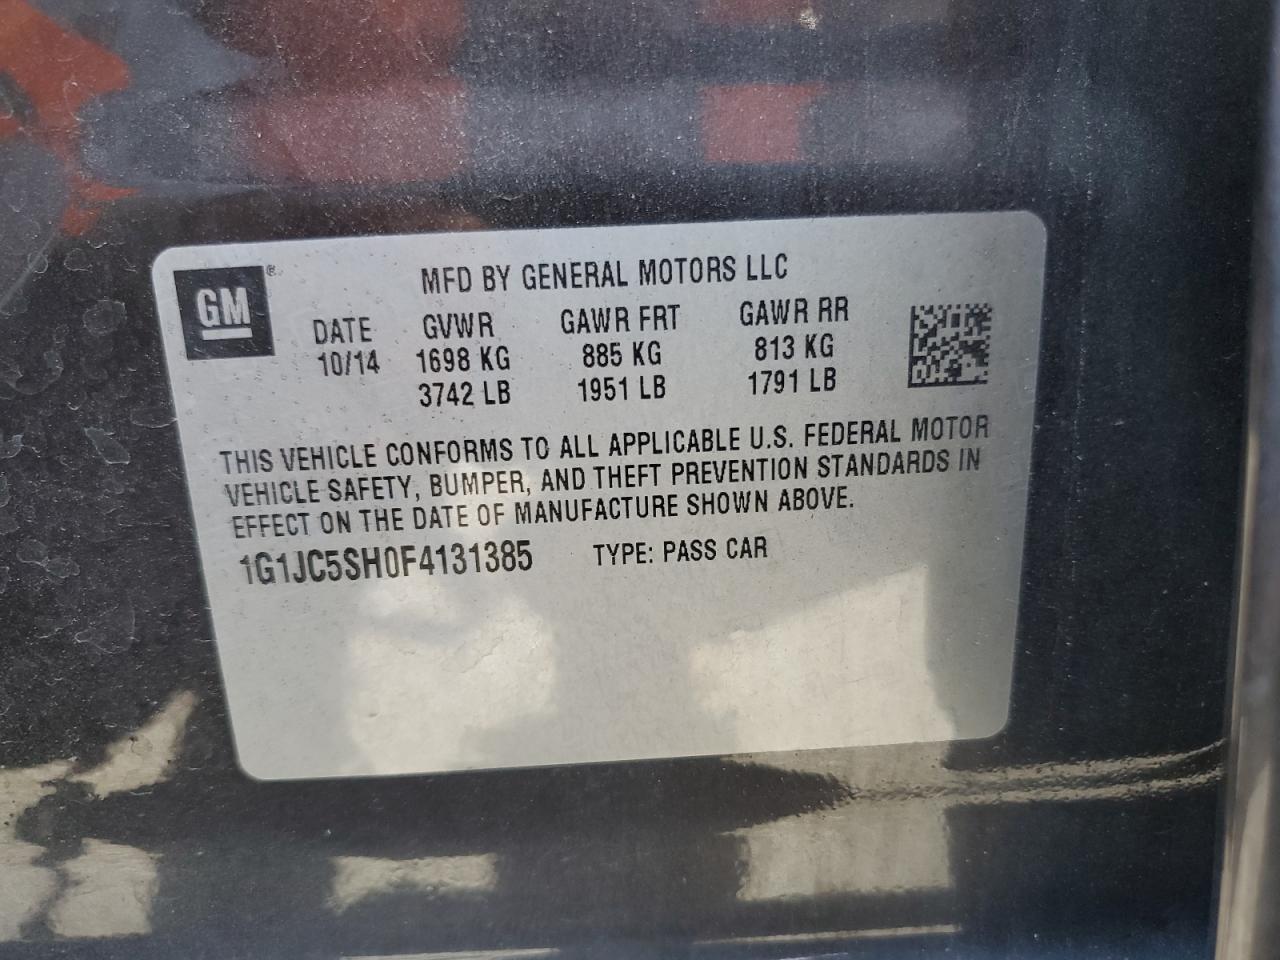 GM®
MFD BY GENERAL MOTORS LLC
DATE GVWR GAWR FRT GAWR RR
10/14 1698 KG 885 KG 813 KG
3742 LB 1951 LB 1791 LB
THIS VEHICLE CONFORMS TO ALL APPLICABLE U.S. FEDERAL MOTOR
VEHICLE SAFETY, BUMPER, AND THEFT PREVENTION STANDARDS IN
EFFECT ON THE DATE OF MANUFACTURE SHOWN ABOVE.
1G1JC5SH0F4131385 TYPE: PASS CAR